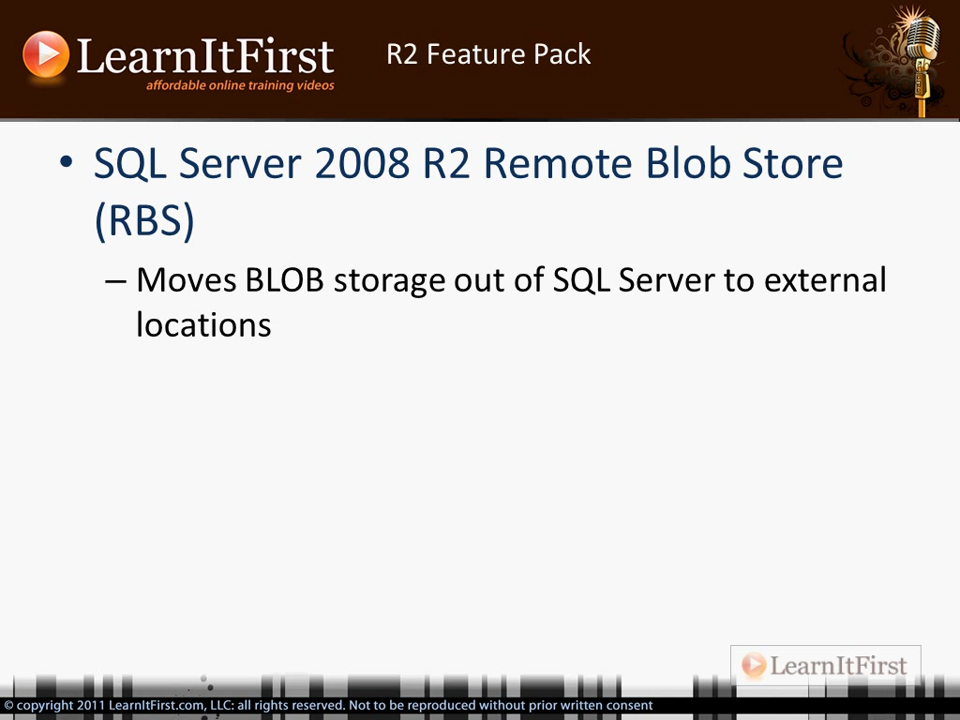 LearnItFirst
affordable online training videos
R2 Feature Pack
• SQL Server 2008 R2 Remote Blob Store
(RBS)
– Moves BLOB storage out of SQL Server to external
locations
LearnItFirst
© copyright 2011 LearnItFirst.com, LLC: all rights reserved. Not to be reproduced without prior written consent